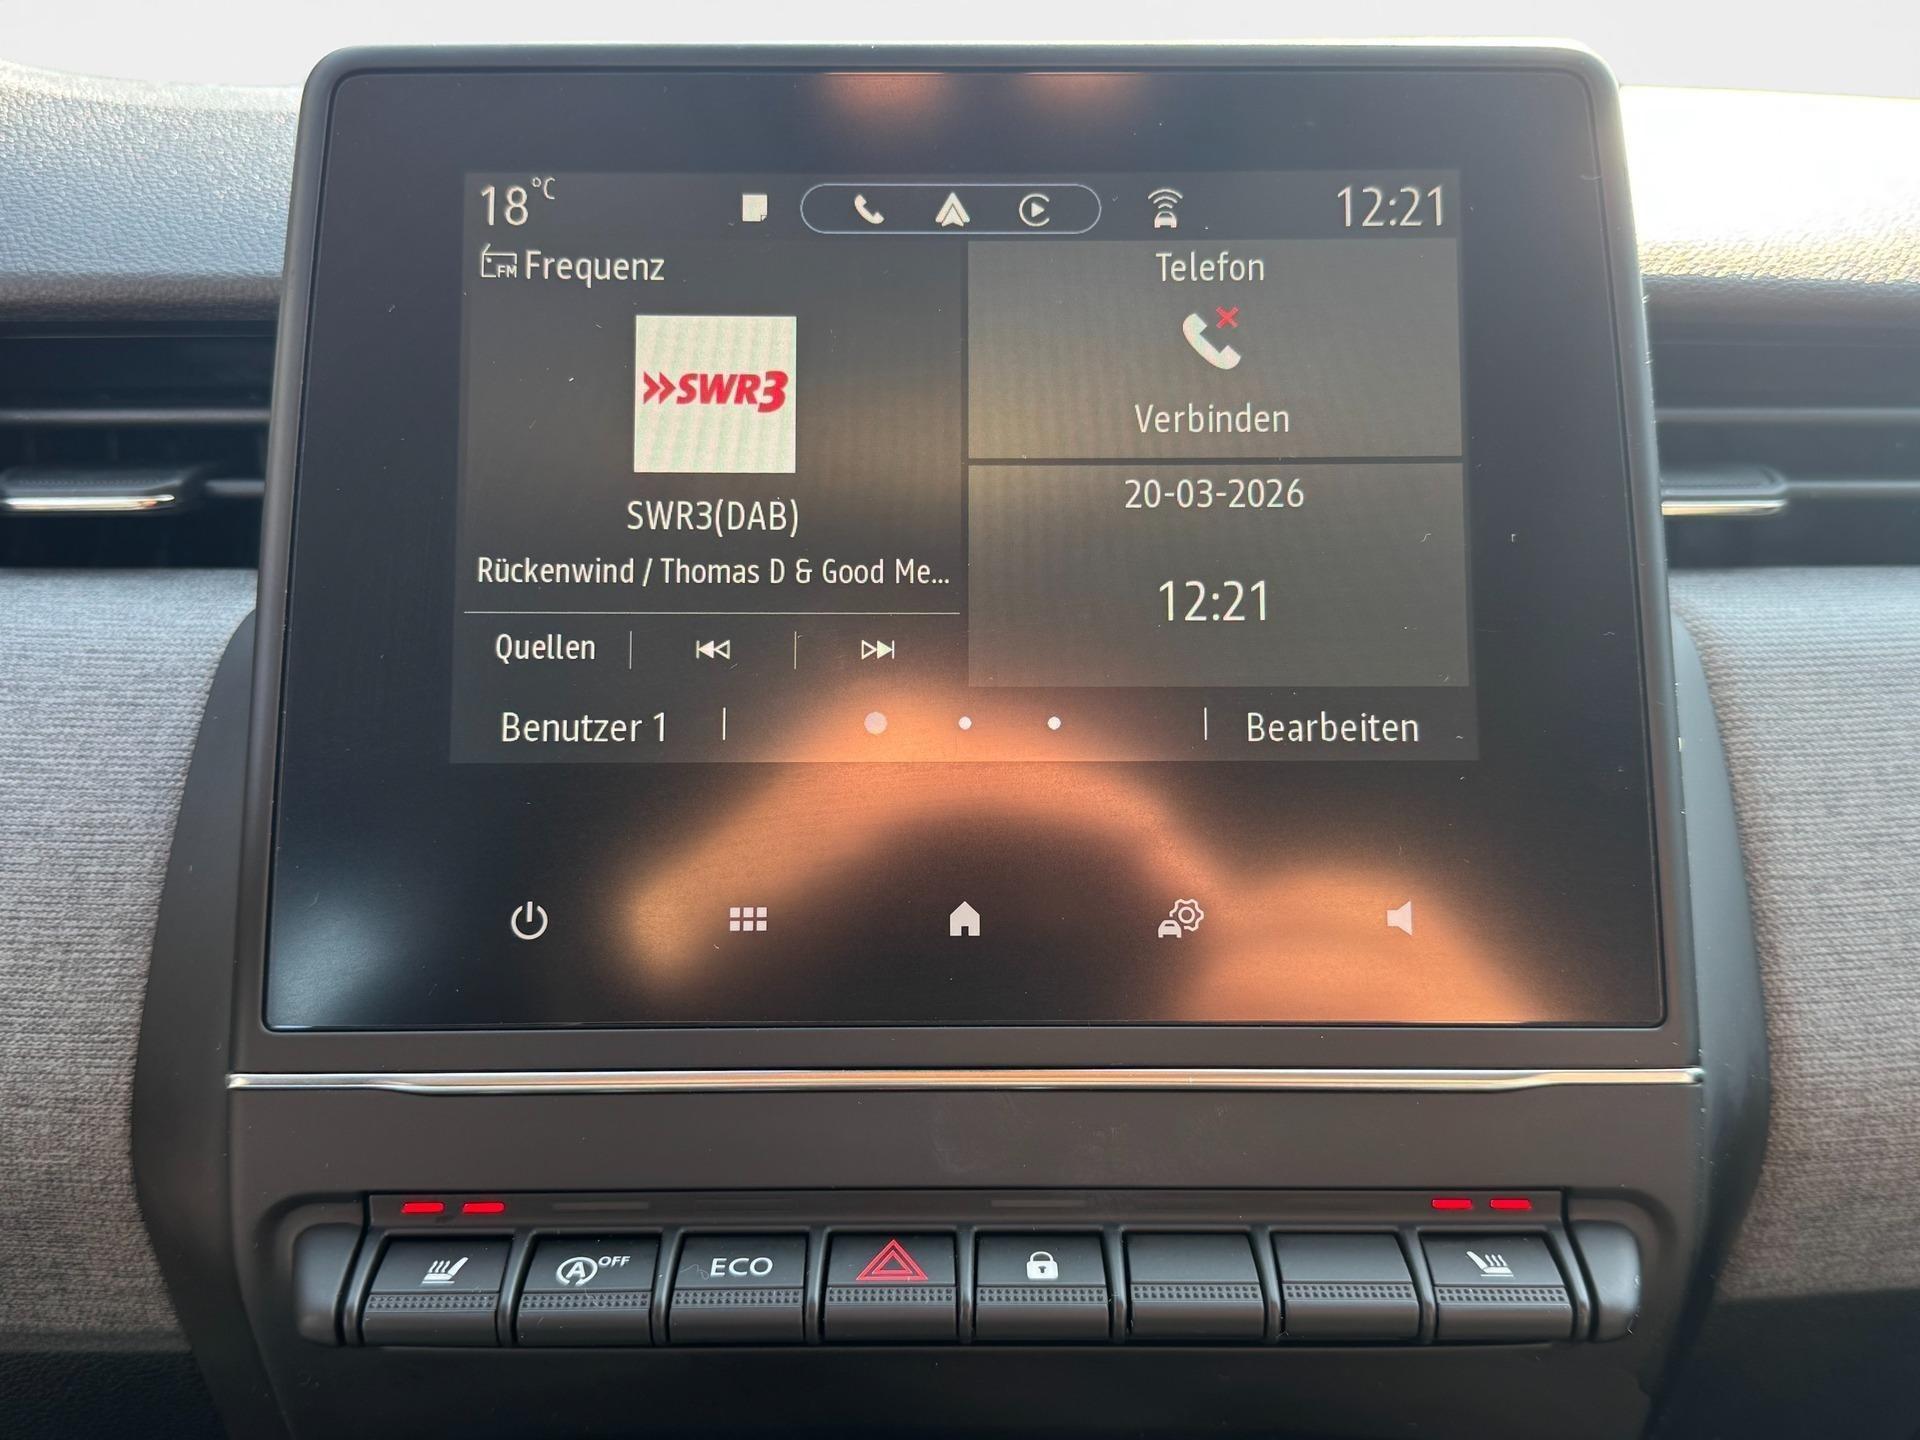 18°C
12:21
FM Frequenz
Telefon
»SWR3
Verbinden
SWR3(DAB)
20-03-2026
Rückenwind / Thomas D & Good Me...
12:21
Quellen
Benutzer 1
Bearbeiten
A OFF
ECO